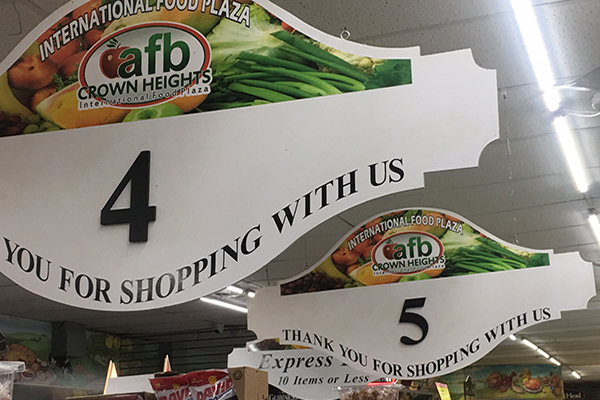 INTERNATIONAL FOOD PLAZA
afb
CROWN HEIGHTS
International Food Plaza
4
YOU FOR SHOPPING WITH US
INTERNATIONAL FOOD PLAZA
afb
CROWN HEIGHTS
International Food Plaza
5
THANK YOU FOR SHOPPING WITH US
Express
10 Items or Less